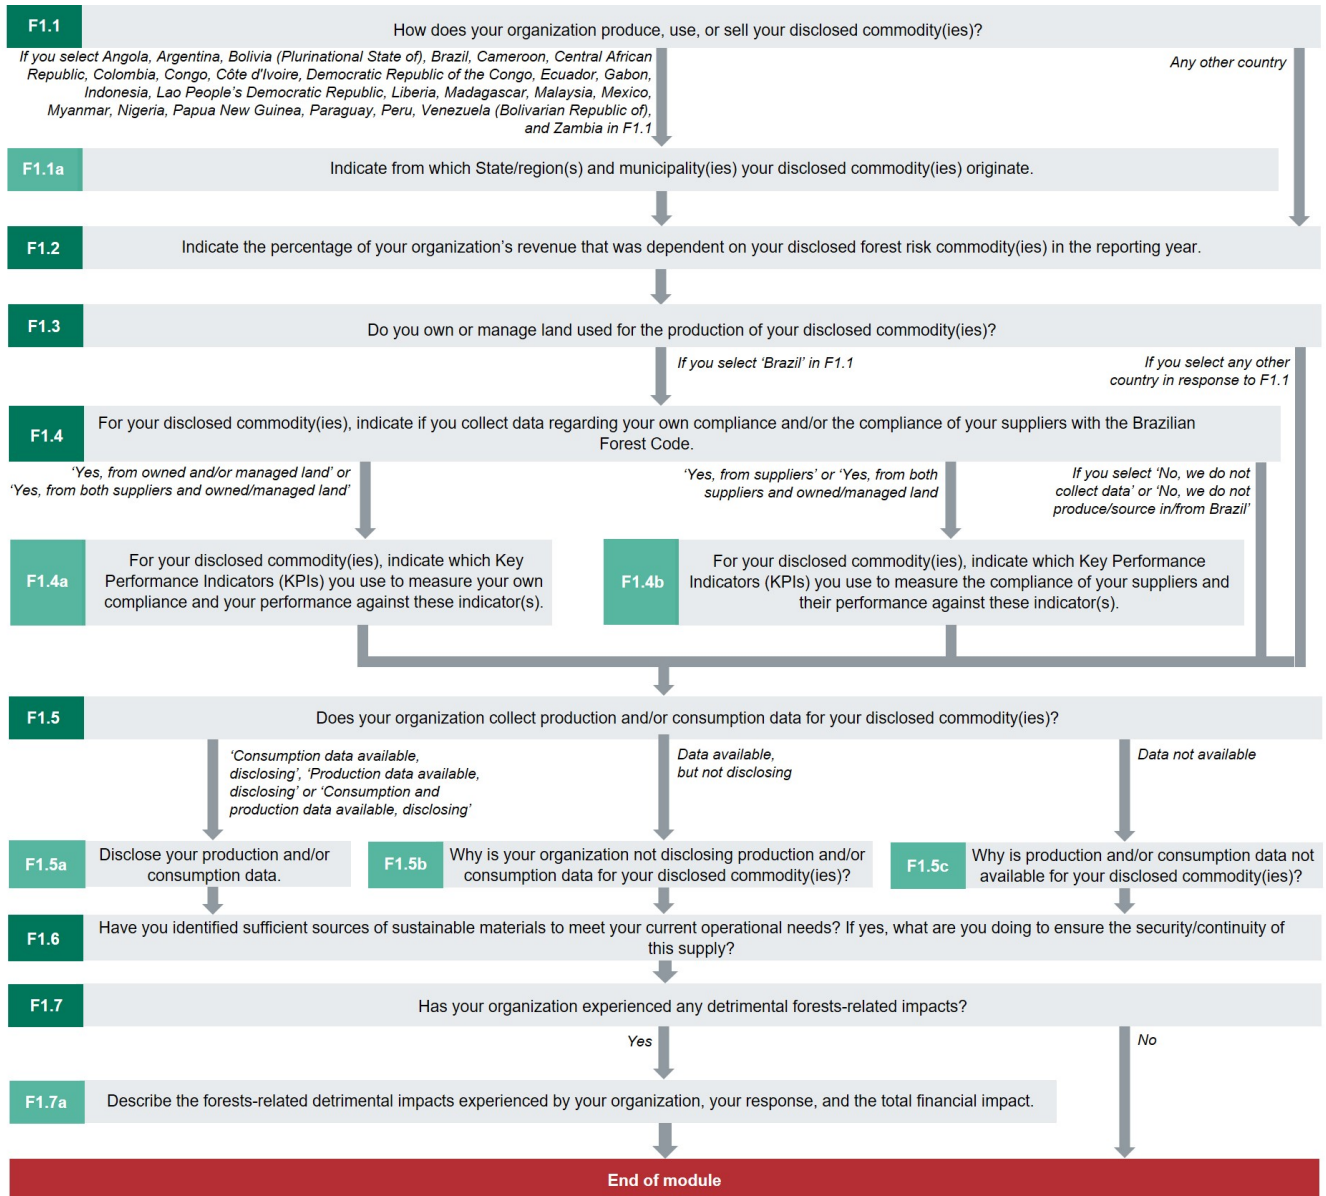 F1.1
How does your organization produce, use, or sell your disclosed commodity(ies)?
If you select Angola, Argentina, Bolivia (Plurinational State of), Brazil, Cameroon, Central African
Republic, Colombia, Congo, Côte d'Ivoire, Democratic Republic of the Congo, Ecuador, Gabon,
Indonesia, Lao People's Democratic Republic, Liberia, Madagascar, Malaysia, Mexico,
Myanmar, Nigeria, Papua New Guinea, Paraguay, Peru, Venezuela (Bolivarian Republic of),
and Zambia in F1.1
Any other country
F1.1a
Indicate from which State/region(s) and municipality(ies) your disclosed commodity(ies) originate.
F1.2
Indicate the percentage of your organization's revenue that was dependent on your disclosed forest risk commodity(ies) in the reporting year.
F1.3
Do you own or manage land used for the production of your disclosed commodity(ies)?
If you select 'Brazil' in F1.1
If you select any other
country in response to F1.1
F1.4
For your disclosed commodity(ies), indicate if you collect data regarding your own compliance and/or the compliance of your suppliers with the Brazilian
Forest Code.
'Yes, from owned and/or managed land' or
'Yes, from both suppliers and owned/managed land'
'Yes, from suppliers' or 'Yes, from both
suppliers and owned/managed land
If you select 'No, we do not
collect data' or 'No, we do not
produce/source in/from Brazil'
F1.4a
For your disclosed commodity(ies), indicate which Key
Performance Indicators (KPIs) you use to measure your own
compliance and your performance against these indicator(s).
F1.4b
For your disclosed commodity(ies), indicate which Key Performance
Indicators (KPIs) you use to measure the compliance of your suppliers and
their performance against these indicator(s).
F1.5
Does your organization collect production and/or consumption data for your disclosed commodity(ies)?
'Consumption data available,
disclosing', 'Production data available,
disclosing' or 'Consumption and
production data available, disclosing'
Data available,
but not disclosing
Data not available
F1.5a
Disclose your production and/or
consumption data.
F1.5b
Why is your organization not disclosing production and/or
consumption data for your disclosed commodity(ies)?
F1.5c
Why is production and/or consumption data not
available for your disclosed commodity(ies)?
F1.6
Have you identified sufficient sources of sustainable materials to meet your current operational needs? If yes, what are you doing to ensure the security/continuity of
this supply?
F1.7
Has your organization experienced any detrimental forests-related impacts?
Yes
No
F1.7a
Describe the forests-related detrimental impacts experienced by your organization, your response, and the total financial impact.
End of module